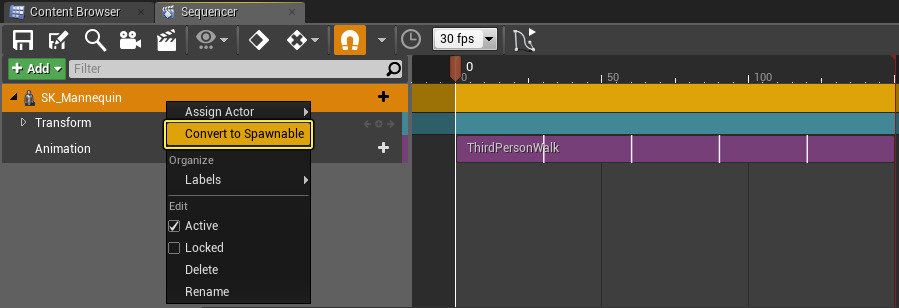 Content Browser
Sequencer
30 fps
Add
Filter
0
50
100
SK_Mannequin
Assign Actor
Transform
Convert to Spawnable
Animation
ThirdPersonWalk
Organize
Labels
Edit
Active
Locked
Delete
Rename